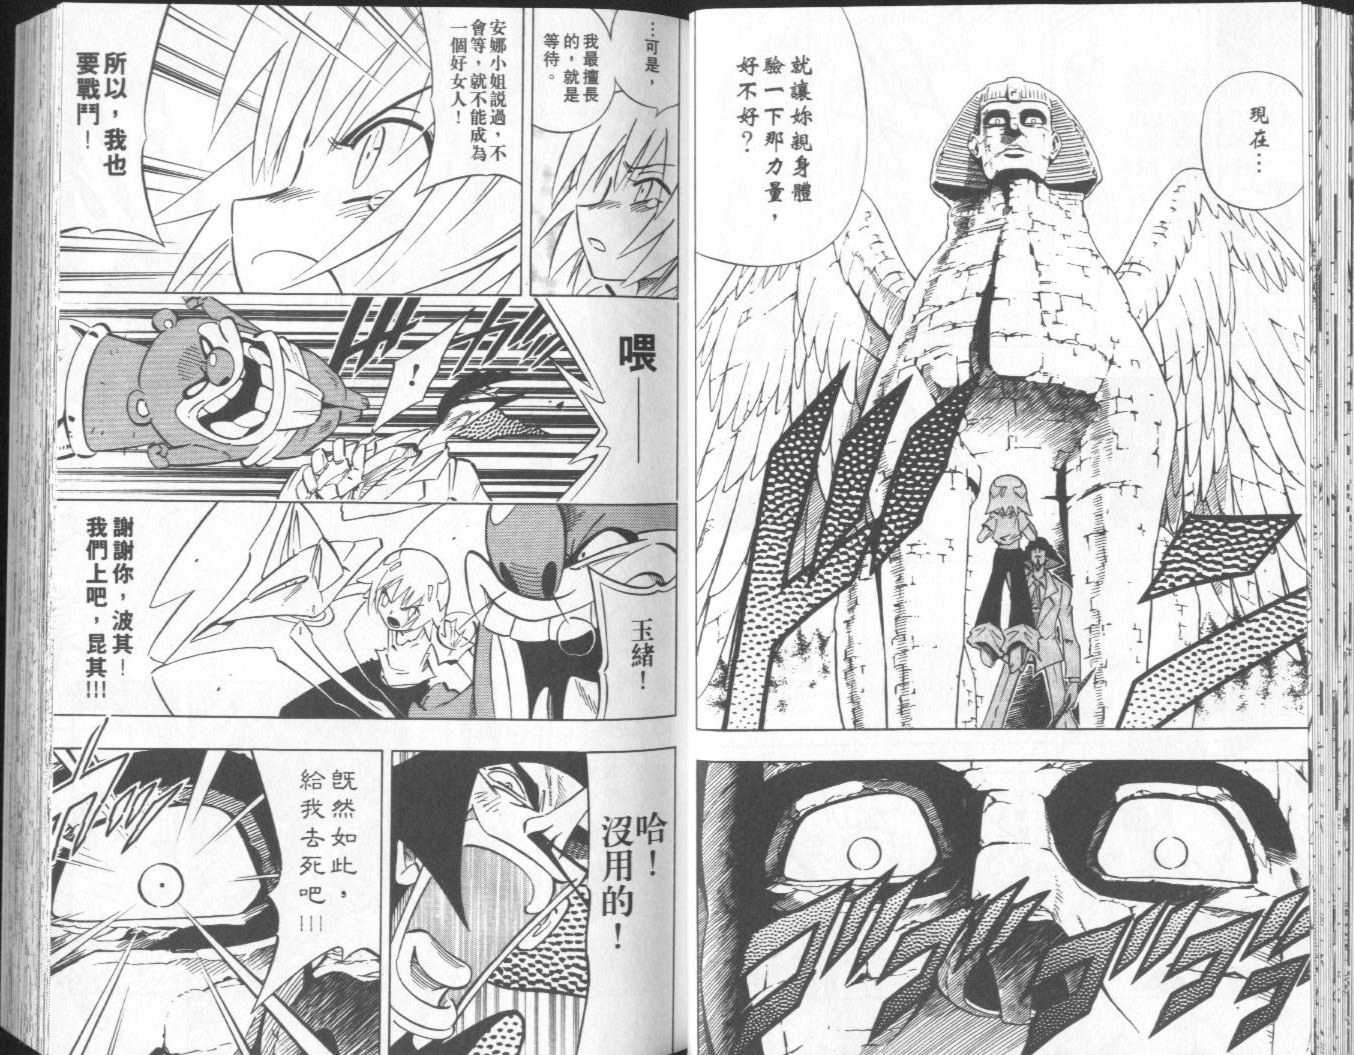 現在…
就讓妳親身體
驗一下那力量，
好不好？
…可是，
我最擅長
的，就是
等待。
安娜小姐説過，不
會等，就不能成為
一個好女人！
所以，我也
要戰鬥！
喂——
！
玉緒！
謝謝你，波其！
我們上吧，昆其!!!
哈！
沒用的！
既然如此，
給我去死吧!!!